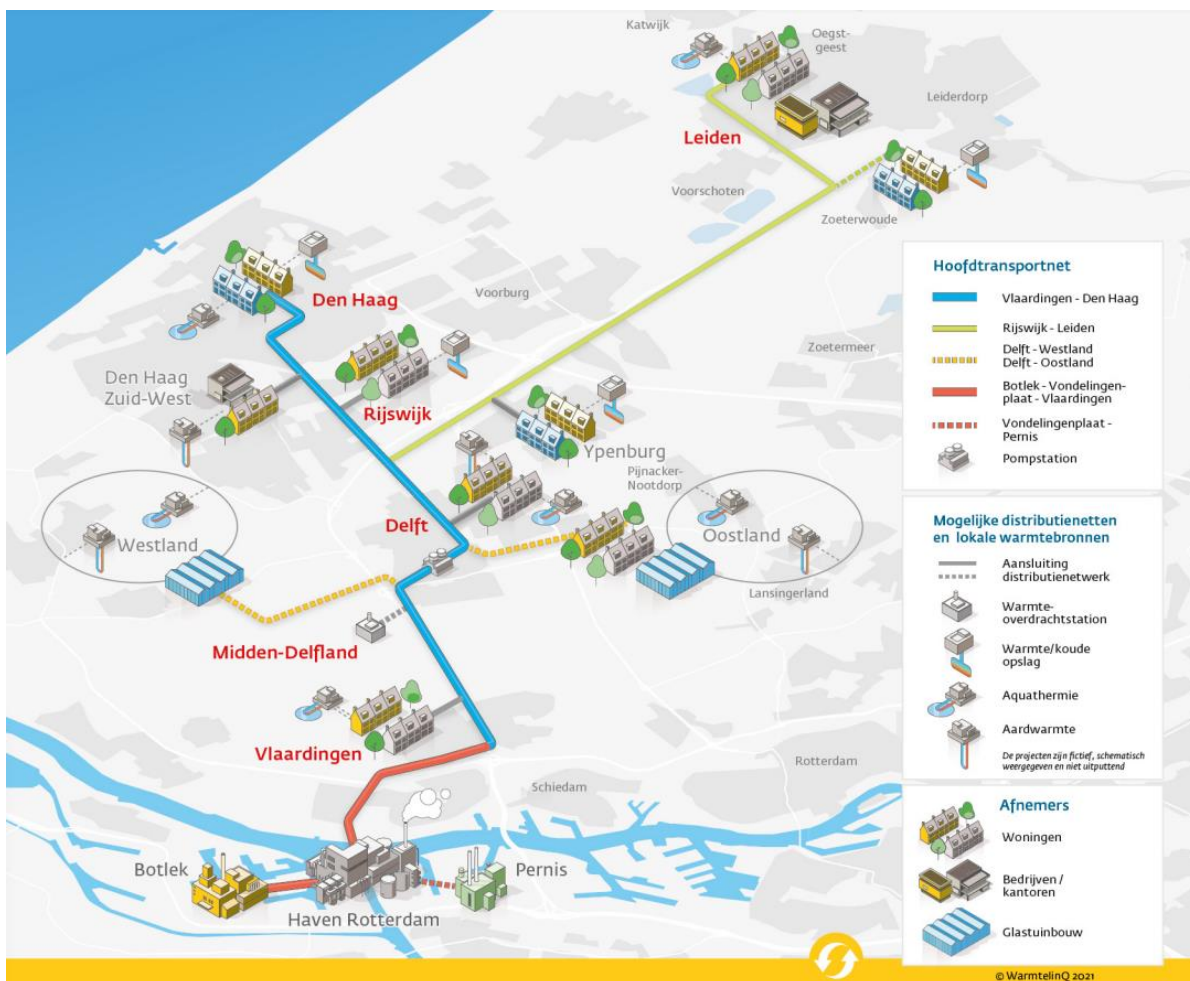 Katwijk
Oegst-
geest
Leiderdorp
Leiden
Voorschoten
Zoeterwoude
Den Haag
Voorburg
Zoetermeer
Den Haag
Zuid-West
Rijswijk
Ypenburg
Pijnacker-
Nootdorp
Delft
Westland
Oostland
Lansingerland
Midden-Delfland
Vlaardingen
Rotterdam
Schiedam
Botlek
Pernis
Haven Rotterdam
Hoofdtransportnet
Vlaardingen - Den Haag
Rijswijk - Leiden
Delft - Westland
Delft - Oostland
Botlek - Vondelingen-
plaat - Vlaardingen
Vondelingenplaat -
Pernis
Pompstation
Mogelijke distributienetten
en lokale warmtebronnen
Aansluiting
distributienetwerk
Warmte-
overdrachtstation
Warmte/koude
opslag
Aquathermie
Aardwarmte
De projecten zijn fictief, schematisch
weergegeven en niet uitputtend
Afnemers
Woningen
Bedrijven /
kantoren
Glastuinbouw
© WarmtelinQ 2021